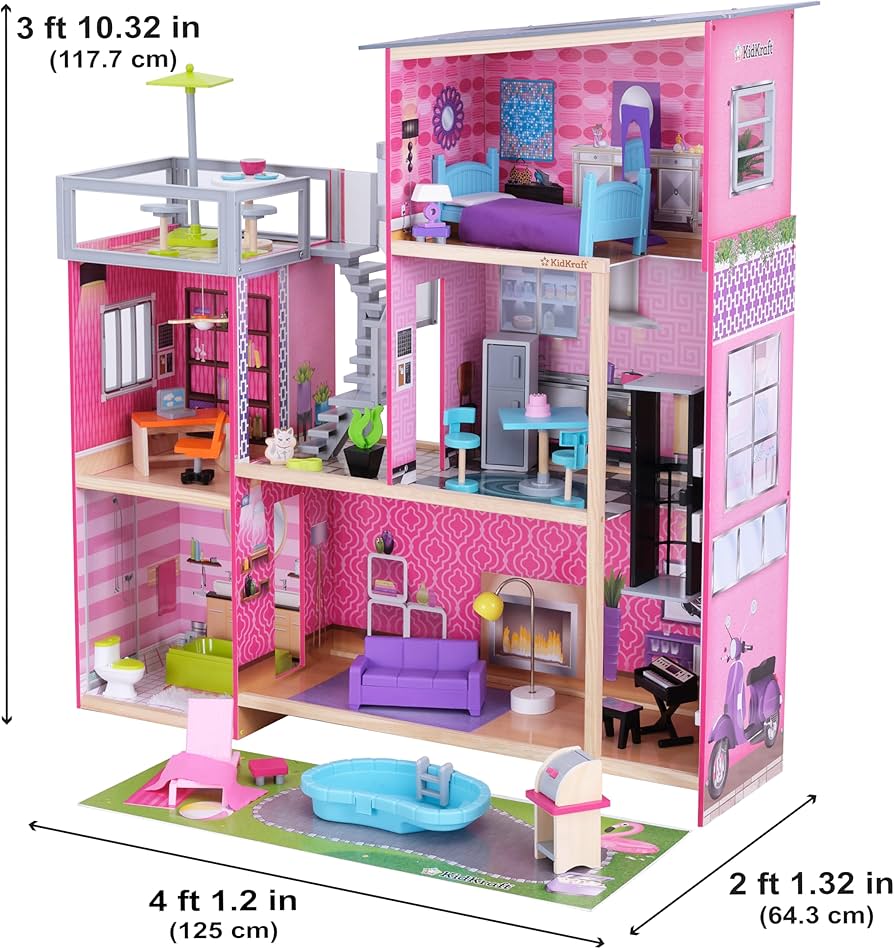 3 ft 10.32 in
(117.7 cm)
KidKraft
KidKraft
KidKraft
4 ft 1.2 in
(125 cm)
2 ft 1.32 in
(64.3 cm)